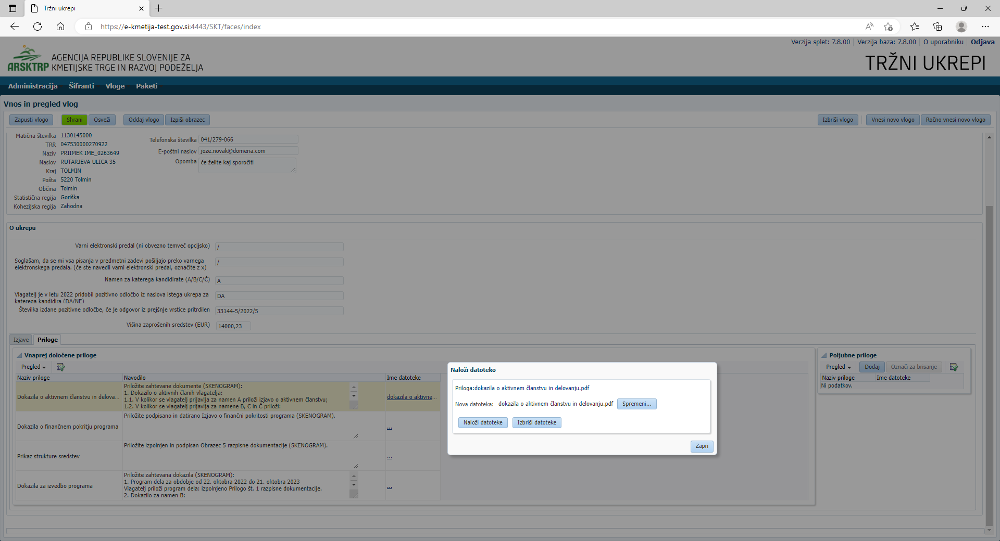 Tržni ukrepi
https://e-kmetija-test.gov.si:4443/SKT/faces/index
Verzija splet: 7.8.00 Verzija baza: 7.8.00 O uporabniku Odjava
ARSKTRP
AGENCIJA REPUBLIKE SLOVENIJE ZA
KMETIJSKE TRGE IN RAZVOJ PODEŽELJA
TRŽNI UKREPI
Administracija Šifranti Vloge Paketi
Vnos in pregled vlog
Zapusti vlogo Shrani Osveži Oddaj vlogo Izpiši obrazec Izbriši vlogo Vnesi novo vlogo Ročno vnesi novo vlogo
Matična številka 1130145000
TRR 047530000270922
Naziv PRIIMEK IME_0263649
Naslov RUTARJEVA ULICA 35
Kraj TOLMIN
Pošta 5220 Tolmin
Občina Tolmin
Statistična regija Goriška
Kohezijska regija Zahodna
Telefonska številka 041/279-066
E-poštni naslov joze.novak@domena.com
Opomba če želite kaj sporočiti
O ukrepu
Varni elektronski predal (ni obvezno temveč opcijsko) /
Soglašam, da se mi vsa pisanja v predmetni zadevi pošiljajo preko varnega
elektronskega predala. (če ste navedli varni elektronski predal, označite z x) /
Namen za katerega kandidirate (A/B/C/Č) A
Vlagatelj je v letu 2022 pridobil pozitivno odločbo iz naslova istega ukrepa za
katerega kandidira (DA/NE) DA
Številka izdane pozitivne odločbe, če je odgovor iz prejšnje vrstice pritrdilen 33144-5/2022/5
Višina zaprošenih sredstev (EUR) 14000,23
Izjave Priloge
Vnaprej določene priloge
Pregled
Naziv priloge Navodilo Ime datoteke
Dokazila o aktivnem članstvu in delova...
Priložite zahtevane dokumente (SKENOGRAM):
1. Dokazilo o aktivnih članih vlagatelja:
1.1. V kolikor se vlagatelj prijavlja za namen A priloži izjavo o aktivnem članstvu;
1.2. V kolikor se vlagatelj prijavlja za namene B, C in Č priloži:
dokazila o aktivne...
Dokazila o finančnem pokritju programa
Priložite podpisano in datirano Izjavo o finančni pokritosti programa (SKENOGRAM).
...
Prikaz strukture sredstev
Priložite izpolnjen in podpisan Obrazec 5 razpisne dokumentacije (SKENOGRAM).
...
Dokazila za izvedbo programa
Priložite zahtevana dokazila (SKENOGRAM):
1. Program dela za obdobje od 22. oktobra 2022 do 21. oktobra 2023
Vlagatelj priloži program dela: izpolnjeno Prilogo št. 1 razpisne dokumentacije.
2. Dokazilo za namen B:
...
Naloži datoteko
Priloga:dokazila o aktivnem članstvu in delovanju.pdf
Nova datoteka: dokazila o aktivnem članstvu in delovanju.pdf Spremeni...
Naloži datoteke Izbriši datoteke
Zapri
Poljubne priloge
Pregled Dodaj Označi za brisanje
Naziv priloge Ime datoteke
Ni podatkov.